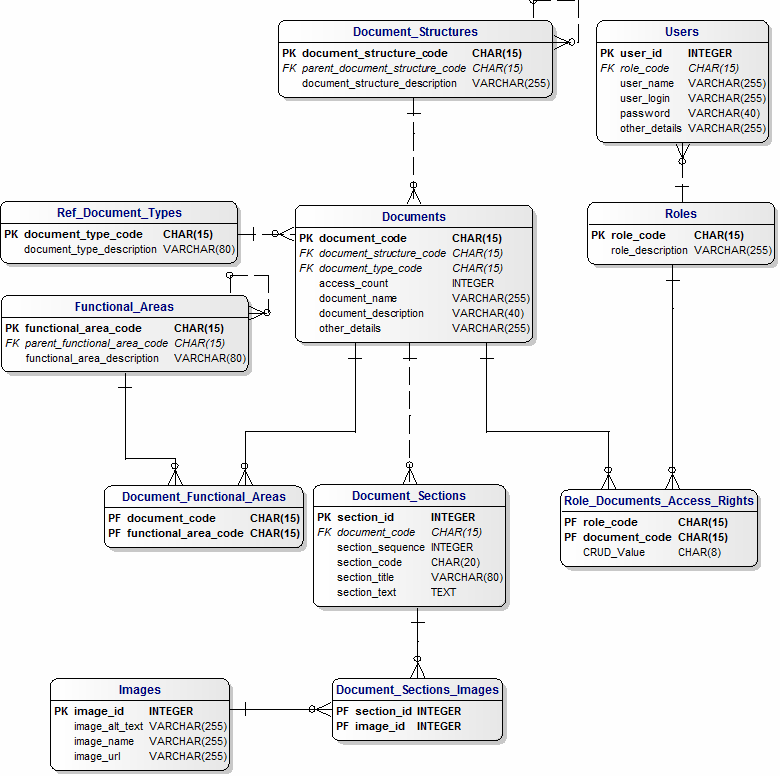 Document_Structures
PK document_structure_code CHAR(15)
FK parent_document_structure_code CHAR(15)
document_structure_description VARCHAR(255)
Users
PK user_id INTEGER
FK role_code CHAR(15)
user_name VARCHAR(255)
user_login VARCHAR(255)
password VARCHAR(40)
other_details VARCHAR(255)
Ref_Document_Types
PK document_type_code CHAR(15)
document_type_description VARCHAR(80)
Documents
PK document_code CHAR(15)
FK document_structure_code CHAR(15)
FK document_type_code CHAR(15)
access_count INTEGER
document_name VARCHAR(255)
document_description VARCHAR(40)
other_details VARCHAR(255)
Roles
PK role_code CHAR(15)
role_description VARCHAR(255)
Functional_Areas
PK functional_area_code CHAR(15)
FK parent_functional_area_code CHAR(15)
functional_area_description VARCHAR(80)
Document_Functional_Areas
PF document_code CHAR(15)
PF functional_area_code CHAR(15)
Document_Sections
PK section_id INTEGER
FK document_code CHAR(15)
section_sequence INTEGER
section_code CHAR(20)
section_title VARCHAR(80)
section_text TEXT
Role_Documents_Access_Rights
PF role_code CHAR(15)
PF document_code CHAR(15)
CRUD_Value CHAR(8)
Images
PK image_id INTEGER
image_alt_text VARCHAR(255)
image_name VARCHAR(255)
image_url VARCHAR(255)
Document_Sections_Images
PF section_id INTEGER
PF image_id INTEGER